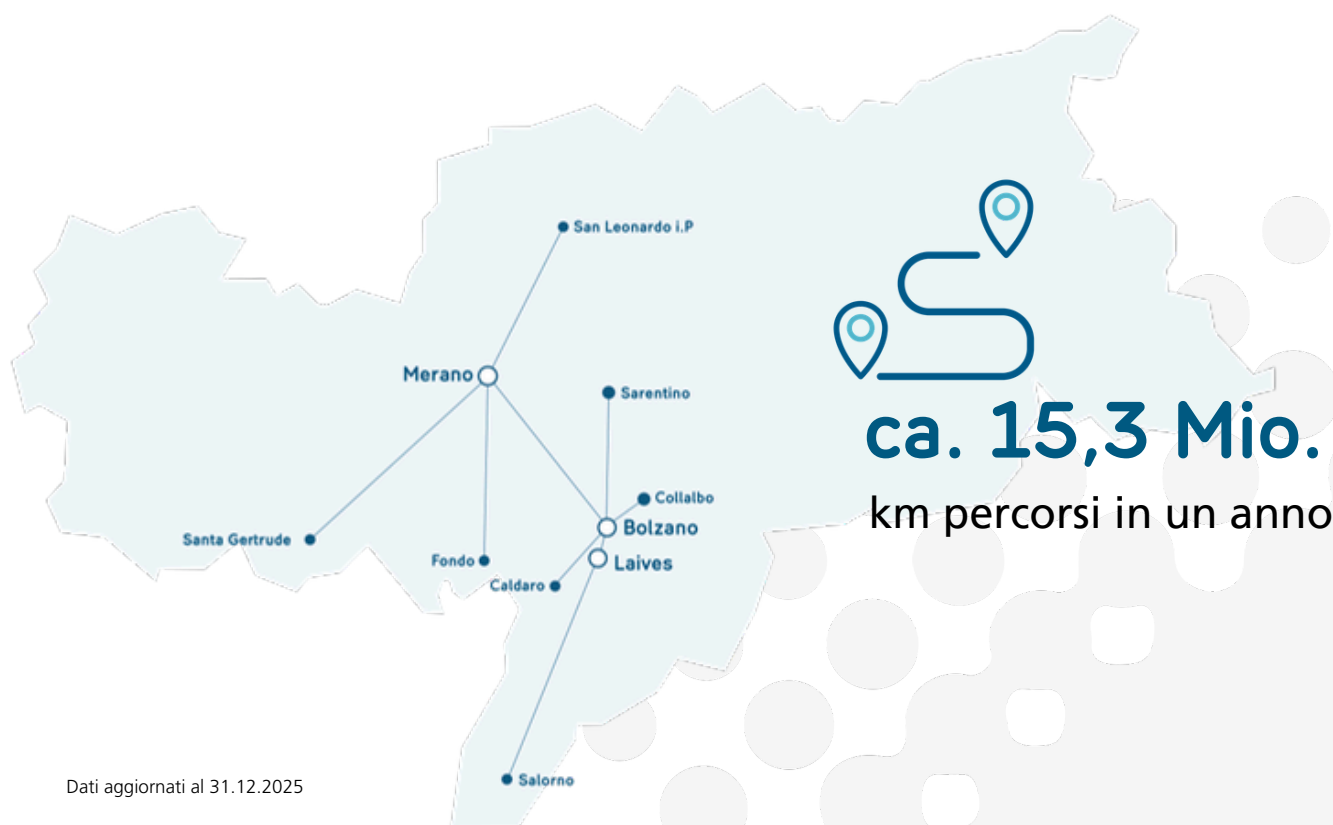 San Leonardo i.P
Merano
Sarentino
ca. 15,3 Mio.
Collalbo
km percorsi in un anno
Bolzano
Santa Gertrude
Fondo
Laives
Caldaro
Salorno
Dati aggiornati al 31.12.2025